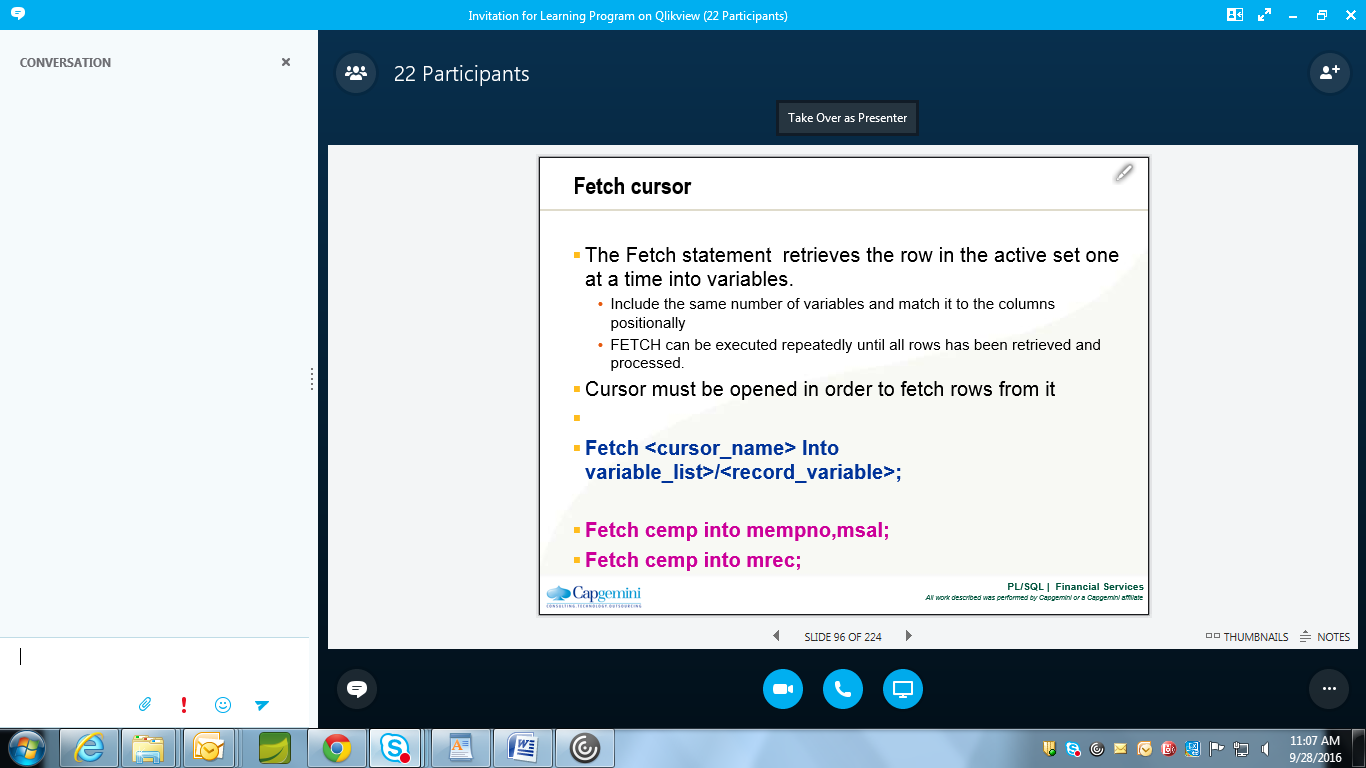 Invitation for Learning Program on Qlikview (22 Participants)
CONVERSATION
22 Participants
Take Over as Presenter
Fetch cursor
The Fetch statement  retrieves the row in the active set one
at a time into variables.
Include the same number of variables and match it to the columns
positionally
FETCH can be executed repeatedly until all rows has been retrieved and
processed.
Cursor must be opened in order to fetch rows from it
Fetch <cursor_name> Into
variable_list>/<record_variable>;
Fetch cemp into mempno,msal;
Fetch cemp into mrec;
Capgemini
CONSULTING.TECHNOLOGY.OUTSOURCING
PL/SQL | Financial Services
All work described was performed by Capgemini or a Capgemini affiliate
SLIDE 96 OF 224
THUMBNAILS
NOTES
11:07 AM
9/28/2016